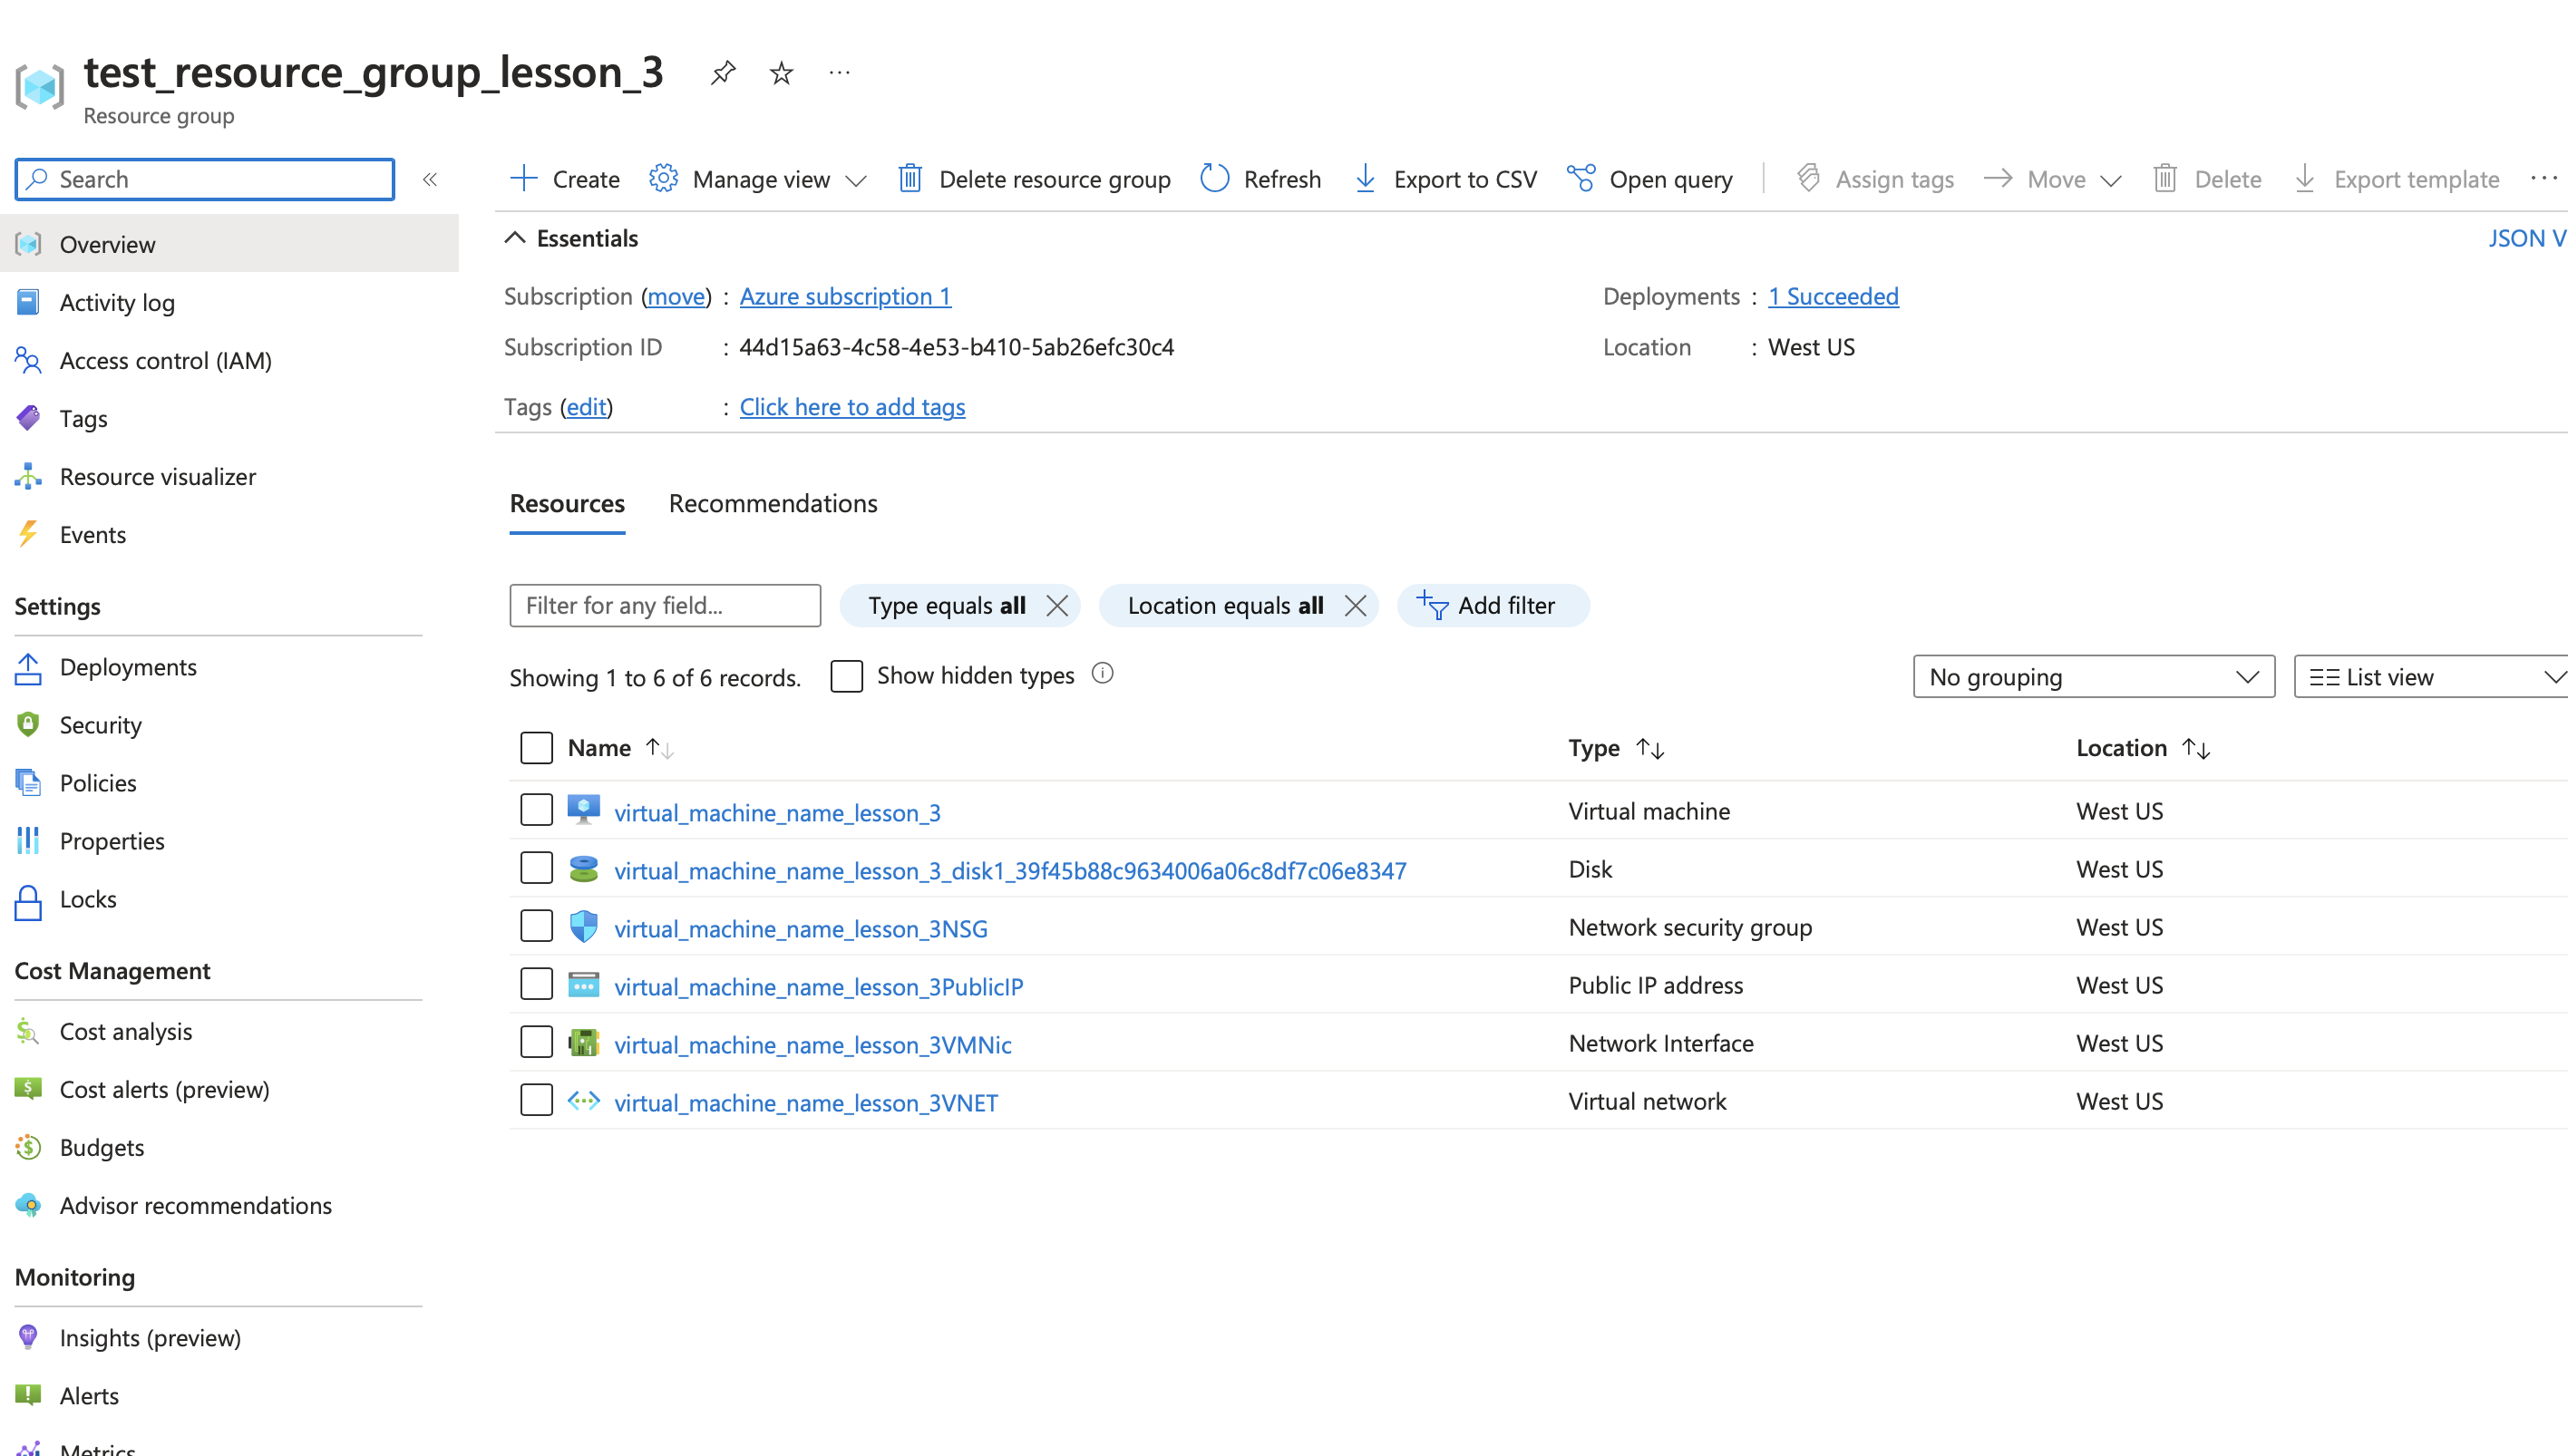 test_resource_group_lesson_3
Resource group
Search
Create
Manage view
Delete resource group
Refresh
Export to CSV
Open query
Assign tags
Move
Delete
Export template
Overview
Activity log
Access control (IAM)
Tags
Resource visualizer
Events
Settings
Deployments
Security
Policies
Properties
Locks
Cost Management
Cost analysis
Cost alerts (preview)
Budgets
Advisor recommendations
Monitoring
Insights (preview)
Alerts
Metrics
Essentials
JSON V
Subscription (move) : Azure subscription 1
Deployments : 1 Succeeded
Subscription ID : 44d15a63-4c58-4e53-b410-5ab26efc30c4
Location : West US
Tags (edit) : Click here to add tags
Resources Recommendations
Filter for any field...
Type equals all
Location equals all
Add filter
Showing 1 to 6 of 6 records.
Show hidden types
No grouping
List view
Name Type Location
virtual_machine_name_lesson_3 Virtual machine West US
virtual_machine_name_lesson_3_disk1_39f45b88c9634006a06c8df7c06e8347 Disk West US
virtual_machine_name_lesson_3NSG Network security group West US
virtual_machine_name_lesson_3PublicIP Public IP address West US
virtual_machine_name_lesson_3VMNic Network Interface West US
virtual_machine_name_lesson_3VNET Virtual network West US